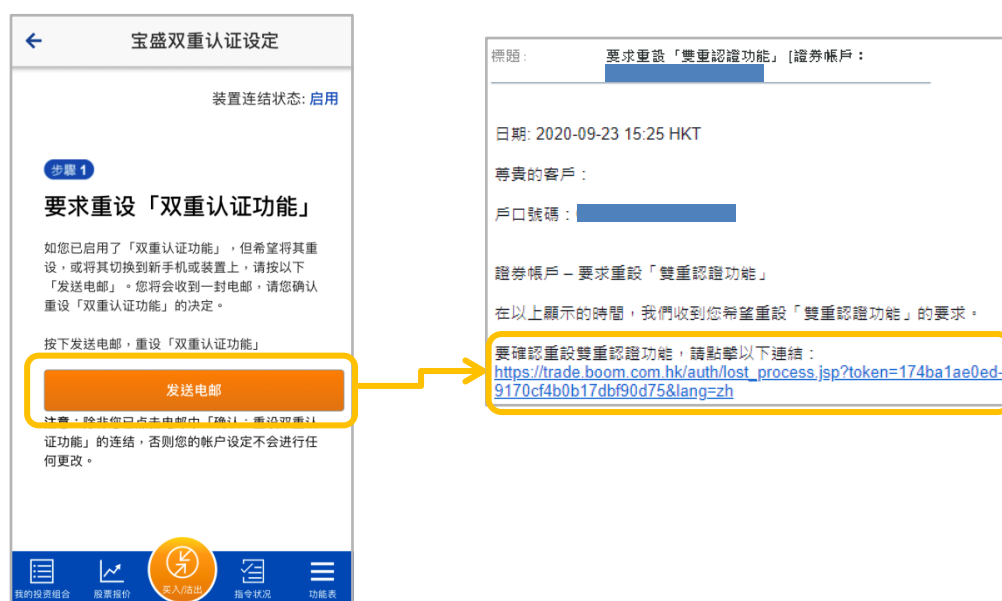 宝盛双重认证设定
装置连结状态: 启用
步驟 1
要求重设「双重认证功能」
如您已启用了「双重认证功能」，但希望将其重
设，或将其切换到新手机或装置上，请按以下
「发送电邮」。您将会收到一封电邮，请您确认
重设「双重认证功能」的决定。
按下发送电邮，重设「双重认证功能」
发送电邮
注意：除非您已点击电邮中「确认：重设双重认
证功能」的连结，否则您的帐户设定不会进行任
何更改。
我的投资组合
股票报价
买入/沽出
指令状况
功能表
標題:
要求重設「雙重認證功能」 [證券帳戶：
日期: 2020-09-23 15:25 HKT
尊貴的客戶：
戶口號碼：
證券帳戶 – 要求重設「雙重認證功能」
在以上顯示的時間，我們收到您希望重設「雙重認證功能」的要求。
要確認重設雙重認證功能，請點擊以下連結：
https://trade.boom.com.hk/auth/lost_process.jsp?token=174ba1ae0ed-
9170cf4b0b17dbf90d75&lang=zh